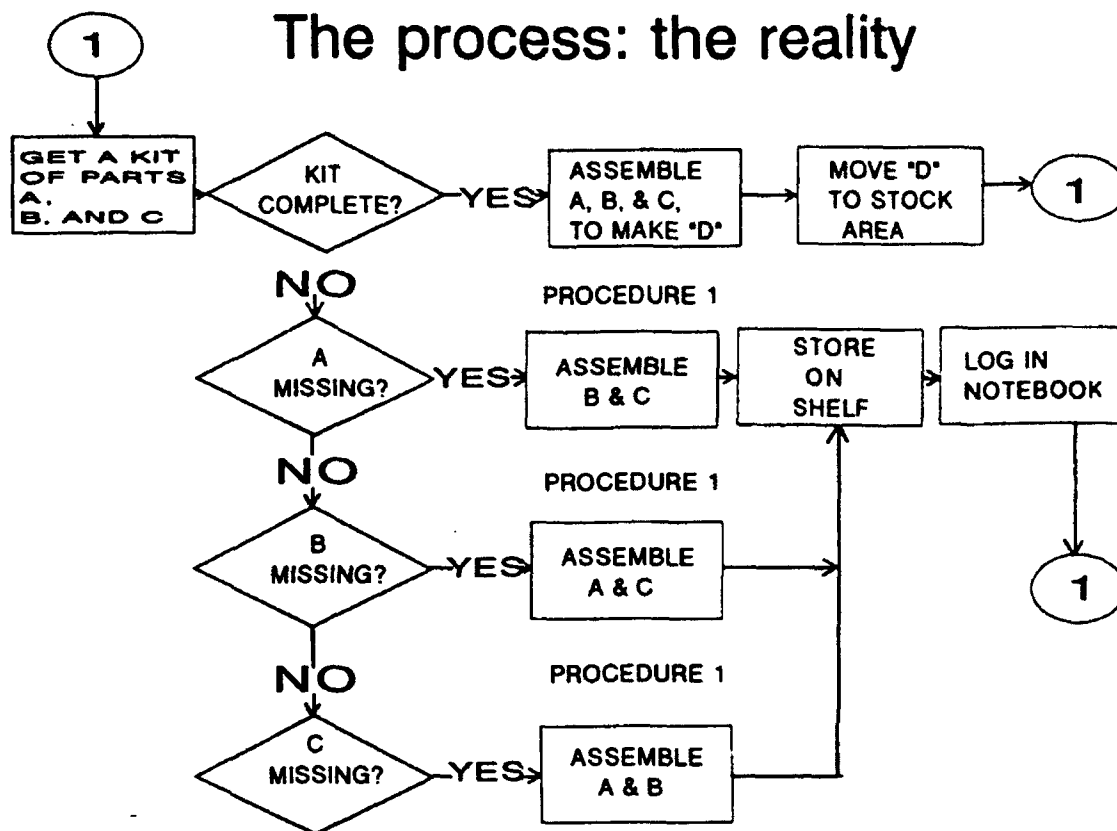 The process: the reality
1
GET A KIT
OF PARTS
A,
B, AND C
KIT
COMPLETE?
YES
ASSEMBLE
A, B, & C,
TO MAKE "D"
MOVE "D"
TO STOCK
AREA
1
NO
PROCEDURE 1
A
MISSING?
YES
ASSEMBLE
B & C
STORE
ON
SHELF
LOG IN
NOTEBOOK
NO
PROCEDURE 1
B
MISSING?
YES
ASSEMBLE
A & C
1
NO
PROCEDURE 1
C
MISSING?
YES
ASSEMBLE
A & B